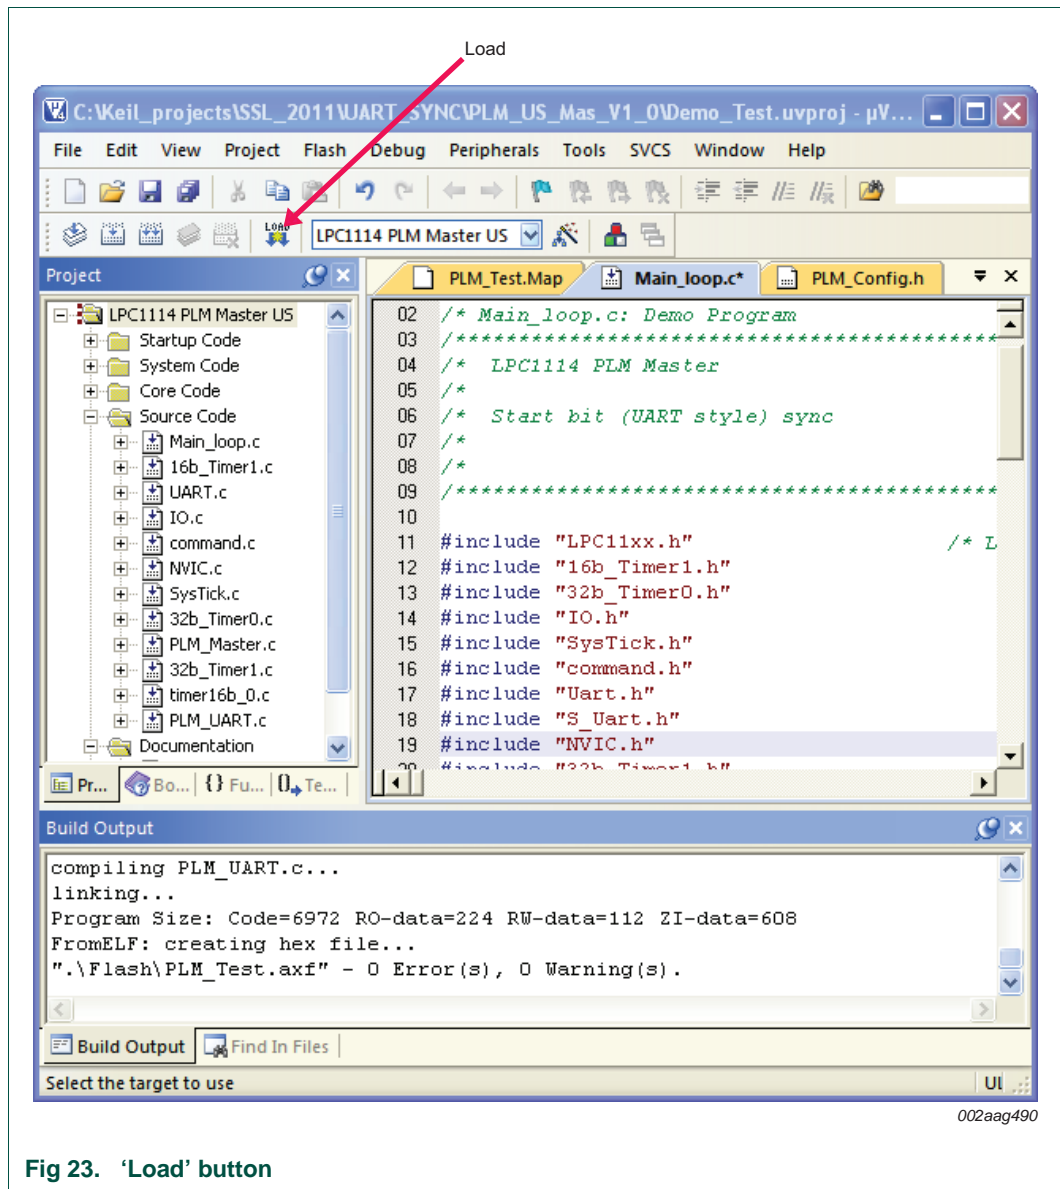 Load
C:\Keil_projects\SSL_2011\UART_SYNC\PLM_US_Mas_V1_0\Demo_Test.uvproj - µV...
File Edit View Project Flash Debug Peripherals Tools SVCS Window Help
LOAD LPC1114 PLM Master US
Project
PLM_Test.Map Main_loop.c* PLM_Config.h
LPC1114 PLM Master US
Startup Code
System Code
Core Code
Source Code
Main_loop.c
16b_Timer1.c
UART.c
IO.c
command.c
NVIC.c
SysTick.c
32b_Timer0.c
PLM_Master.c
32b_Timer1.c
timer16b_0.c
PLM_UART.c
Documentation
Pr... Bo... {} Fu... 0 Te...
02 /* Main_loop.c: Demo Program
03 /********************************************
04 /* LPC1114 PLM Master
05 /*
06 /* Start bit (UART style) sync
07 /*
08 /*
09 /********************************************
10
11 #include "LPC11xx.h" /* L
12 #include "16b_Timer1.h"
13 #include "32b_Timer0.h"
14 #include "IO.h"
15 #include "SysTick.h"
16 #include "command.h"
17 #include "Uart.h"
18 #include "S_Uart.h"
19 #include "NVIC.h"
20 #include "32b_Timer1.h"
Build Output
compiling PLM_UART.c...
linking...
Program Size: Code=6972 RO-data=224 RW-data=112 ZI-data=608
FromELF: creating hex file...
".\Flash\PLM_Test.axf" - 0 Error(s), 0 Warning(s).
Build Output Find In Files
Select the target to use UL
002aag490
Fig 23. ‘Load’ button